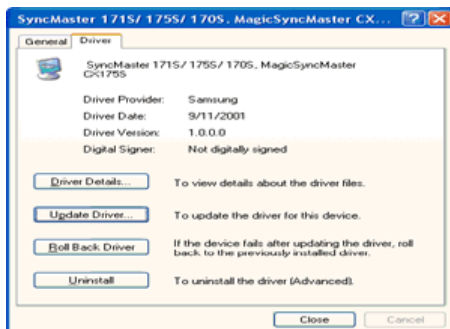 SyncMaster 171S/ 175S/ 170S, MagicSyncMaster CX...
General
Driver
SyncMaster 171S/ 175S/ 170S, MagicSyncMaster
CX175S
Driver Provider: Samsung
Driver Date: 9/11/2001
Driver Version: 1.0.0.0
Digital Signer: Not digitally signed
Driver Details... To view details about the driver files.
Update Driver... To update the driver for this device.
Roll Back Driver If the device fails after updating the driver, roll
back to the previously installed driver.
Uninstall To uninstall the driver (Advanced).
Close Cancel